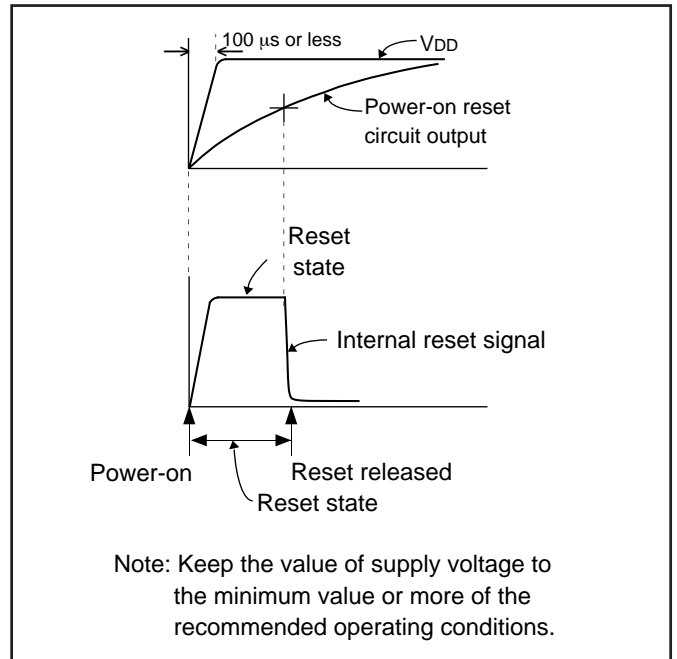 100 μs or less
VDD
Power-on reset
circuit output
Reset
state
Internal reset signal
Power-on
Reset released
Reset state
Note: Keep the value of supply voltage to
the minimum value or more of the
recommended operating conditions.